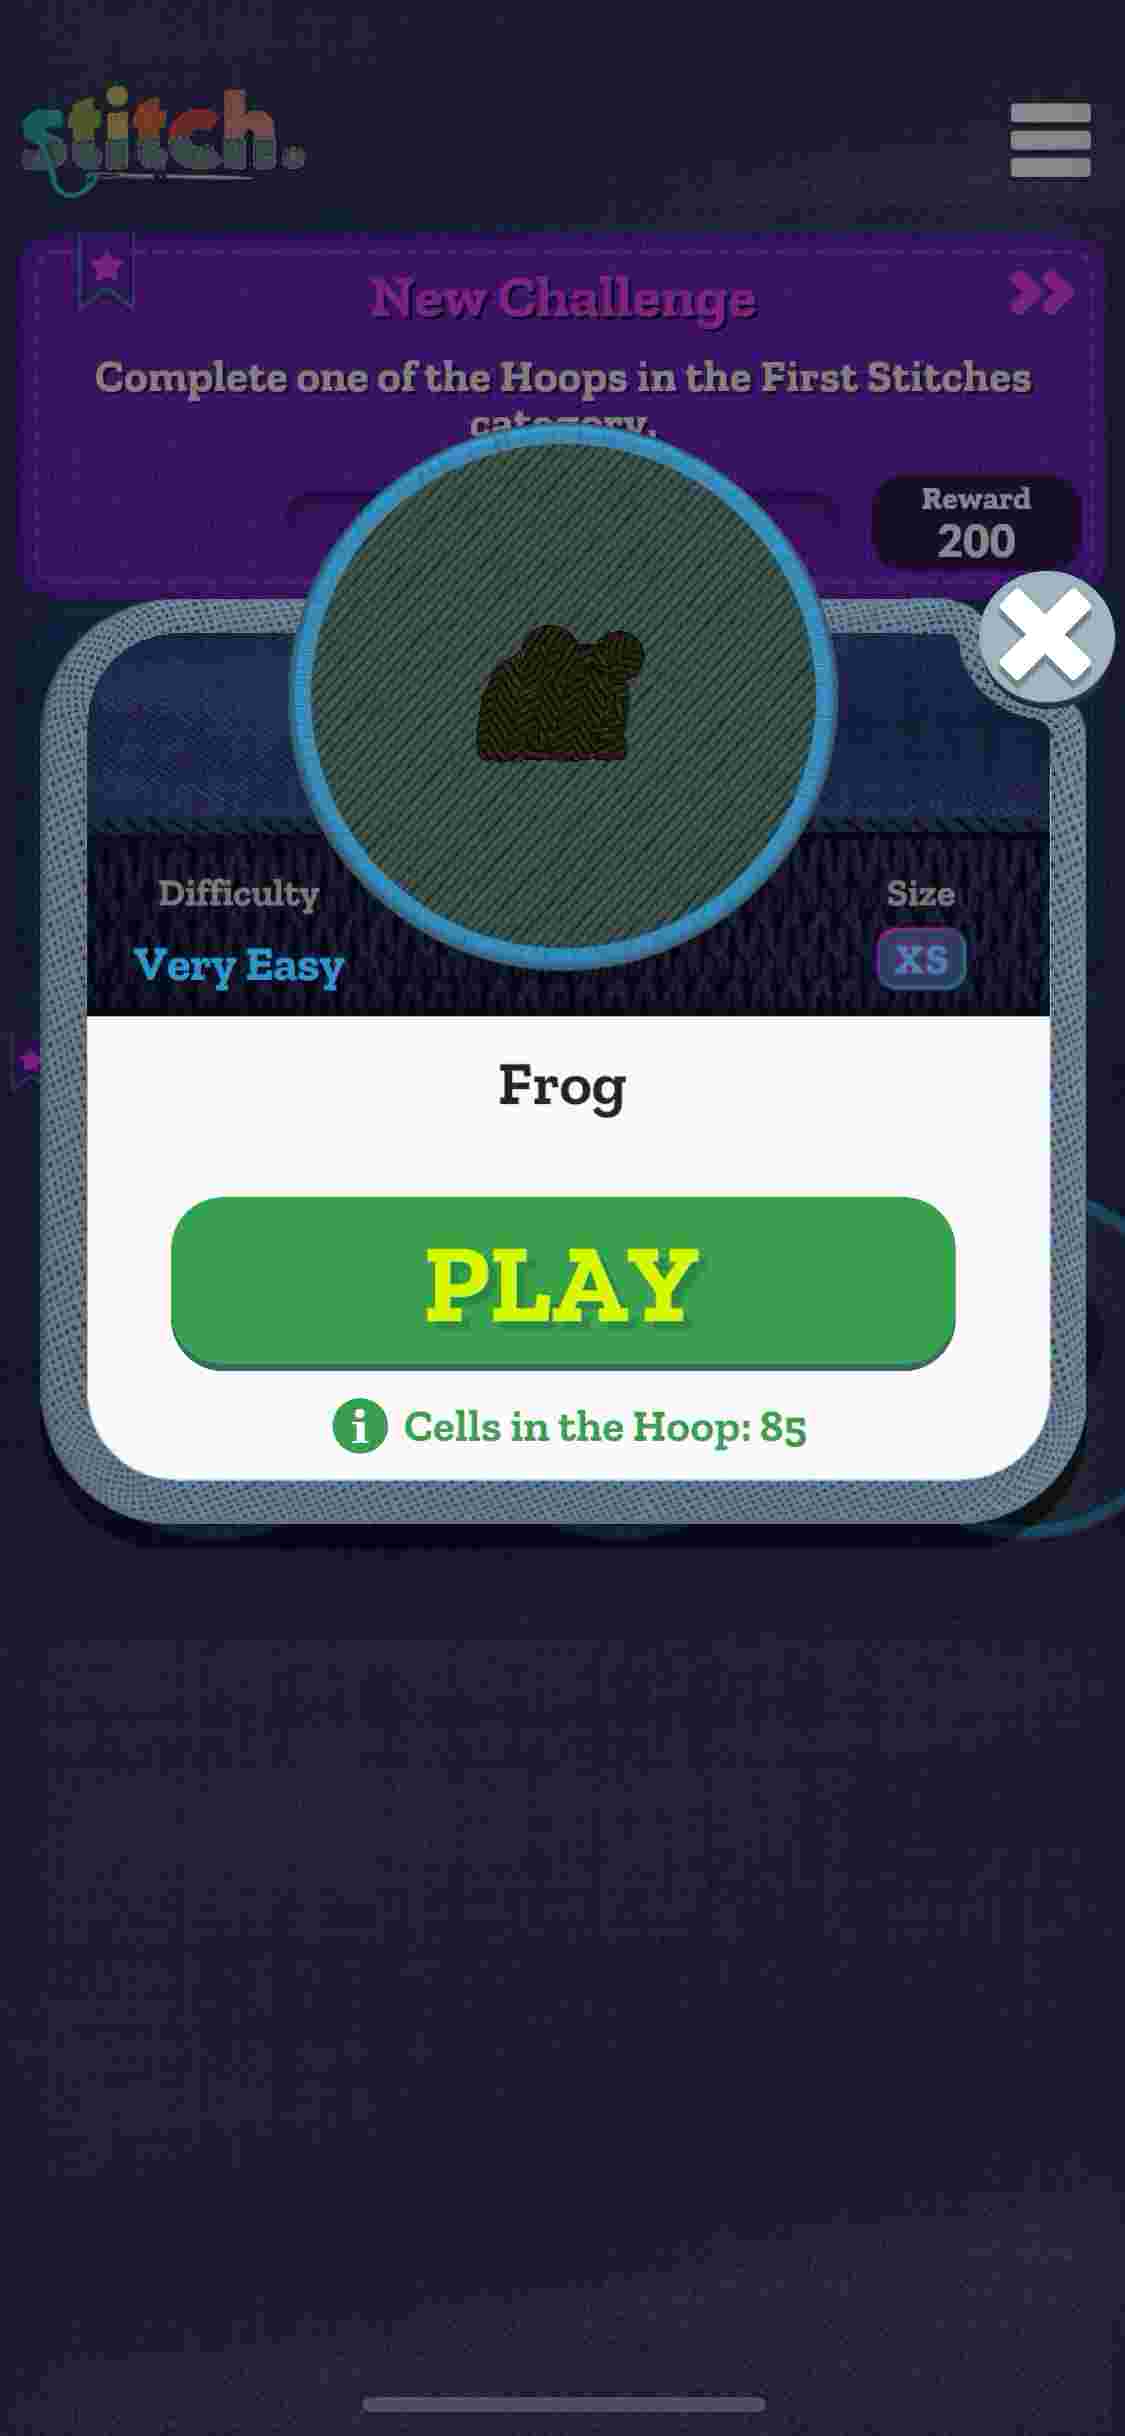 stitch.
New Challenge
Complete one of the Hoops in the First Stitches
category.
Reward
200
Difficulty
Size
Very Easy
XS
Frog
PLAY
i Cells in the Hoop: 85